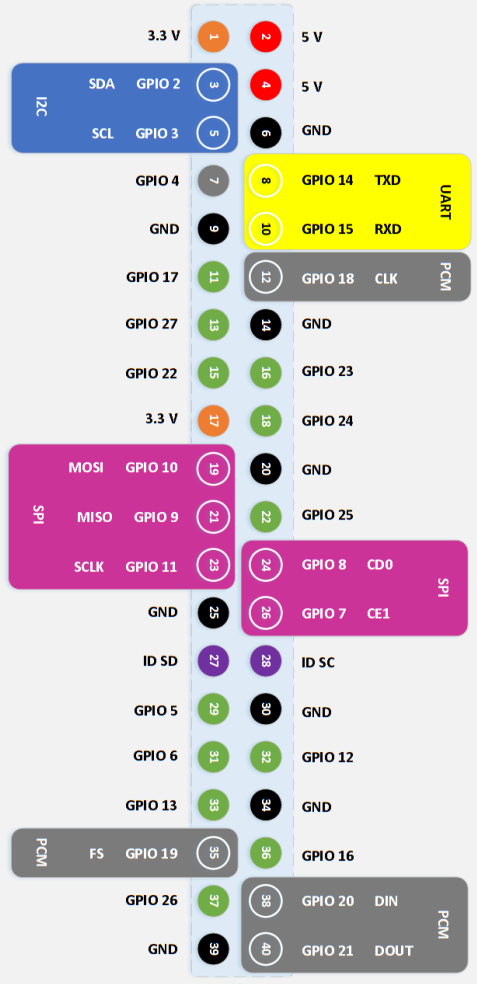 3.3 V 1 2 5 V
I2C SDA GPIO 2 3 4 5 V
SCL GPIO 3 5 6 GND
GPIO 4 7 8 GPIO 14 TXD UART
GND 9 10 GPIO 15 RXD
GPIO 17 11 12 GPIO 18 CLK PCM
GPIO 27 13 14 GND
GPIO 22 15 16 GPIO 23
3.3 V 17 18 GPIO 24
MOSI GPIO 10 19 20 GND
SPI MISO GPIO 9 21 22 GPIO 25
SCLK GPIO 11 23 24 GPIO 8 CD0 SPI
GND 25 26 GPIO 7 CE1
ID SD 27 28 ID SC
GPIO 5 29 30 GND
GPIO 6 31 32 GPIO 12
GPIO 13 33 34 GND
PCM FS GPIO 19 35 36 GPIO 16
GPIO 26 37 38 GPIO 20 DIN PCM
GND 39 40 GPIO 21 DOUT